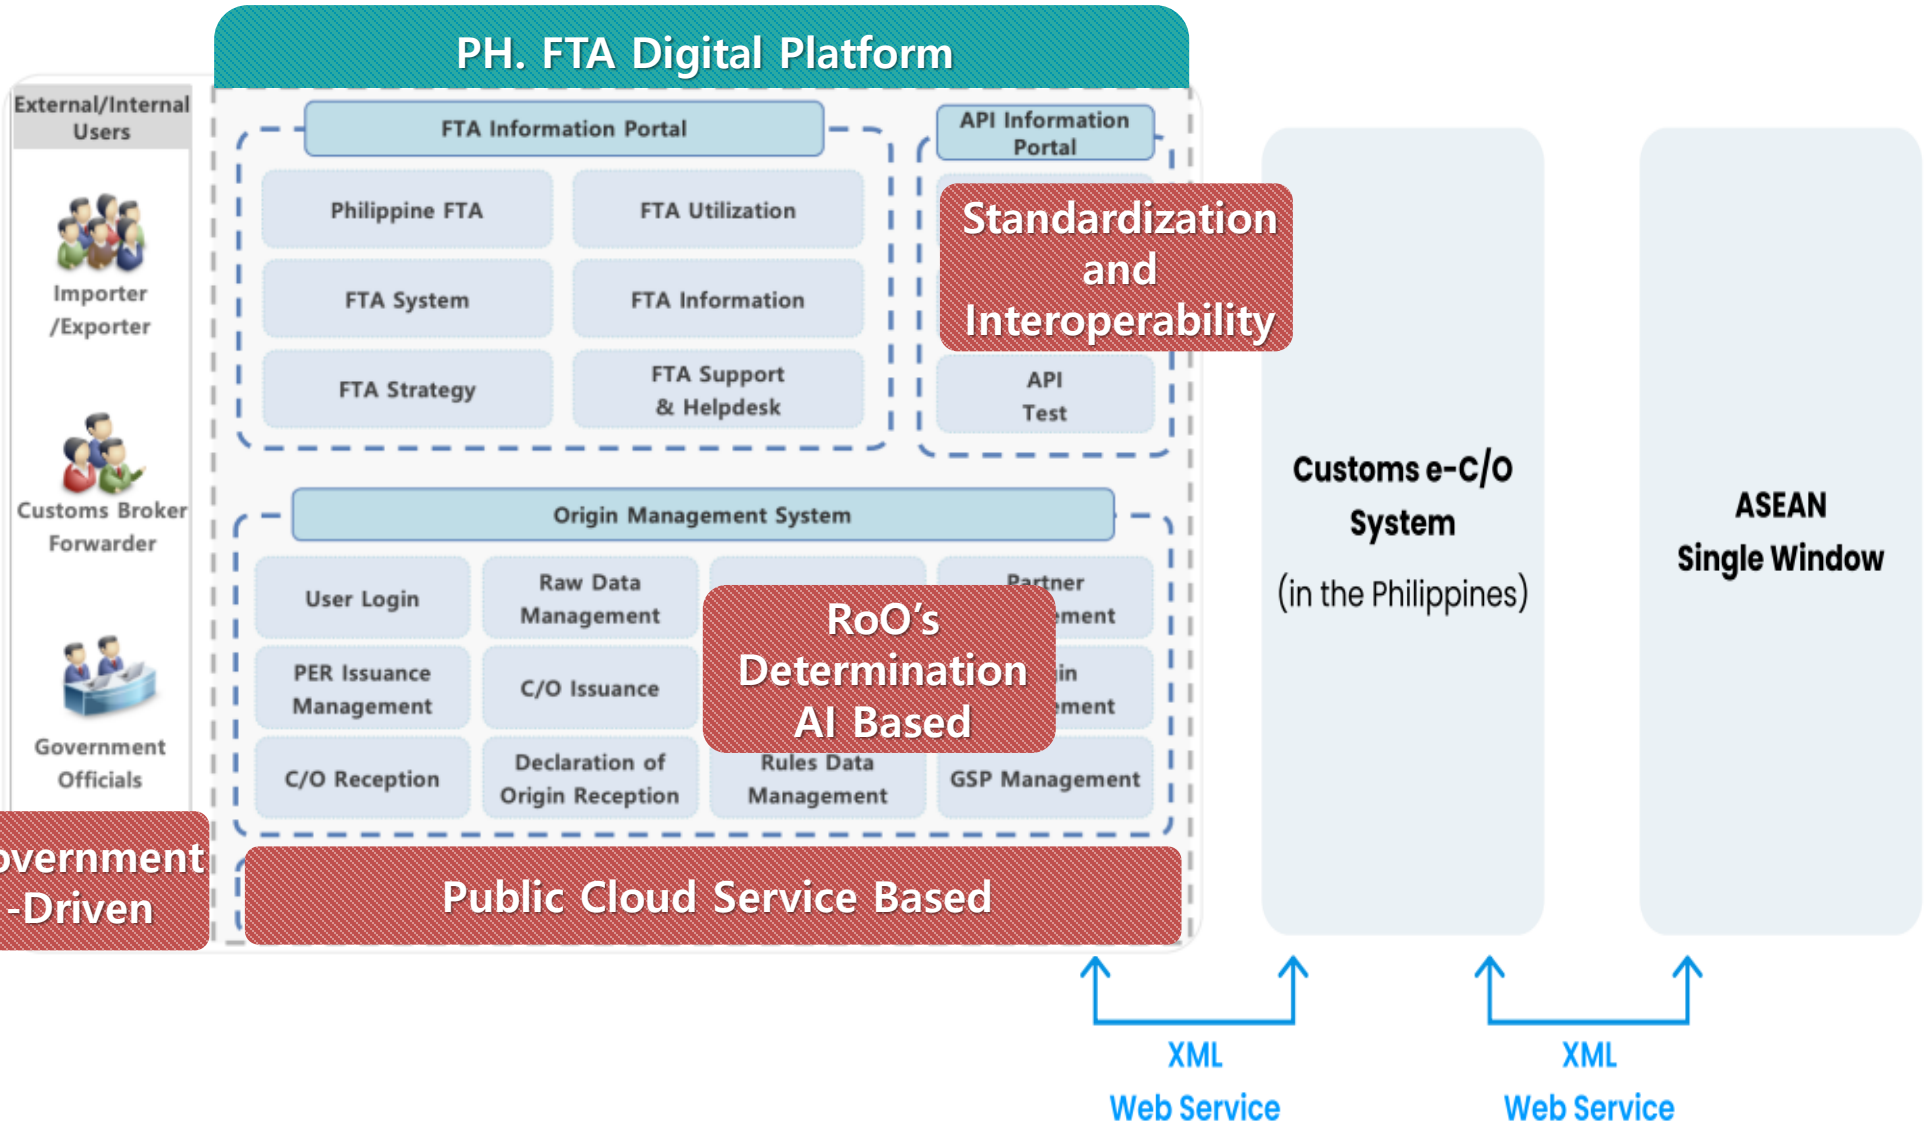 PH. FTA Digital Platform
External/Internal
Users
Importer
/Exporter
Customs Broker
Forwarder
Government
Officials
overnment
-Driven
FTA Information Portal
Philippine FTA
FTA Utilization
FTA System
FTA Information
FTA Strategy
FTA Support
& Helpdesk
API Information
Portal
Standardization
and
Interoperability
API
Test
Origin Management System
User Login
Raw Data
Management
Partner
ement
PER Issuance
Management
C/O Issuance
RoO's
Determination
AI Based
in
ement
C/O Reception
Declaration of
Origin Reception
Rules Data
Management
GSP Management
Public Cloud Service Based
Customs e-C/O
System
(in the Philippines)
ASEAN
Single Window
XML
Web Service
XML
Web Service